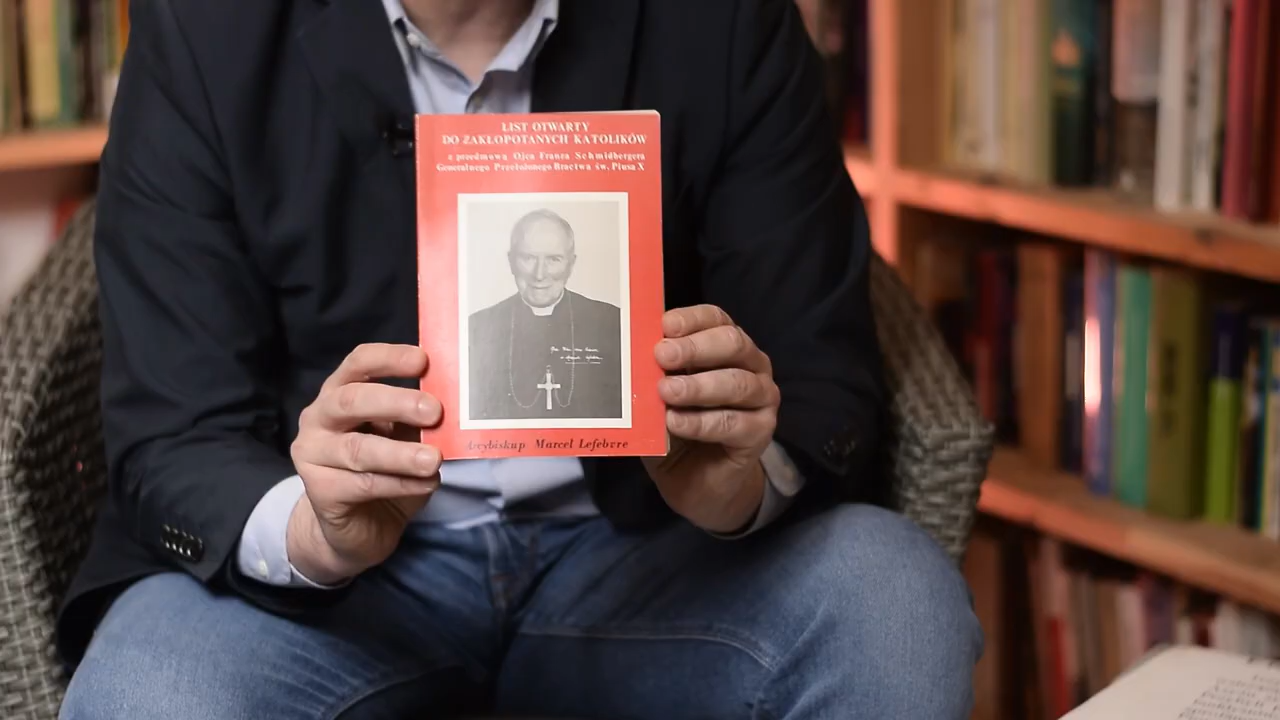 LIST OTWARTY
DO ZAKŁOPOTANYCH KATOLIKÓW
z przedmową Ojca Franza Schmidbergera
Generalnego Przełożonego Bractwa św. Piusa X
Arcybiskup Marcel Lefebvre